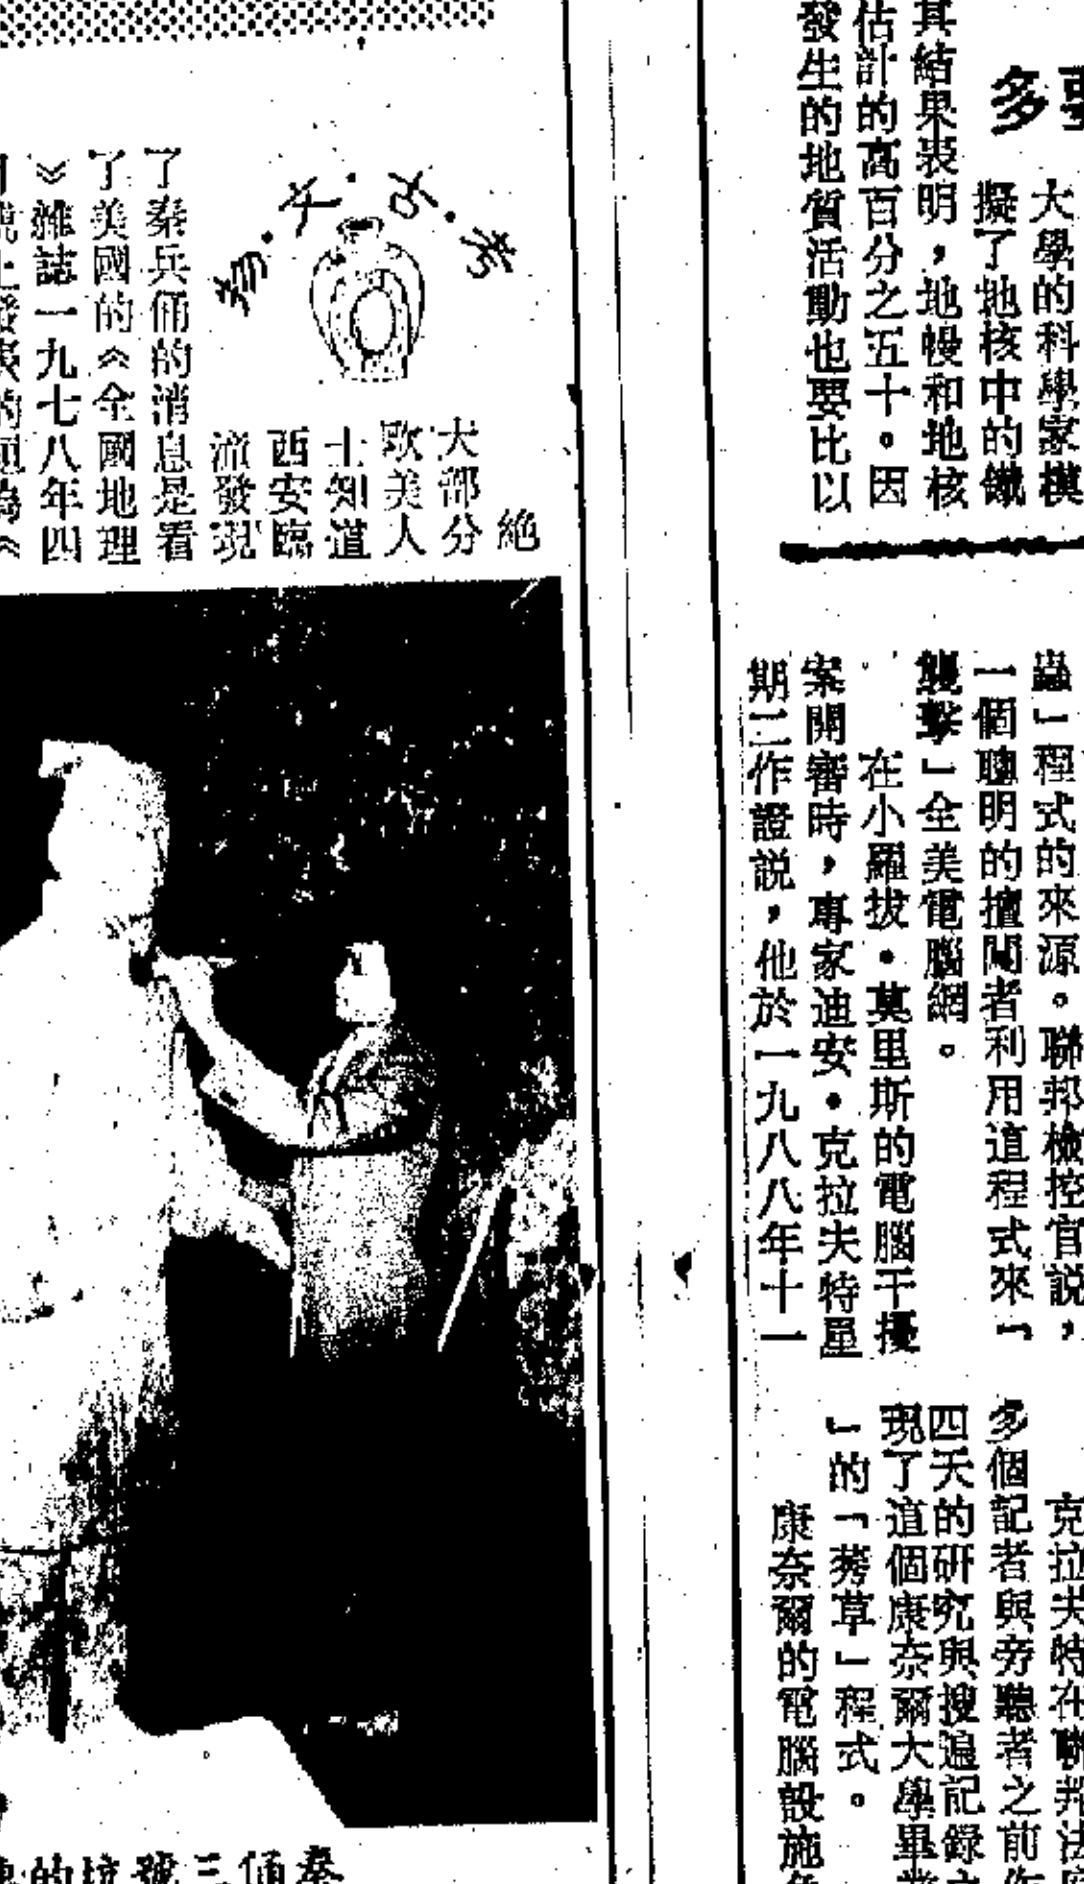 大學的科學家模
擬了地核中的鐵
其結果表明，地幔和地核
估計的高百分之五十。因
發生的地質活動也要比以
蟲」程式的來源。聯邦檢控官説，
一個聰明的擅闖者利用這程式來「
襲擊」全美電腦網。
在小羅拔·莫里斯的電腦干擾
案開審時，專家迪安·克拉夫特星
期二作證説，他於一九八八年十一
克拉夫特在聯邦法
多個記者與旁聽者之前作
四天的研究與搜遍記錄之
現了這個康奈爾大學畢業
」的「莠草」程式。
康奈爾的電腦設施
絶
大部分
歐美人
士知道
西安臨
潼發現
了秦兵俑的消息是看
了美國的《全國地理
》雜誌一九七八年四
秦俑三號坑的